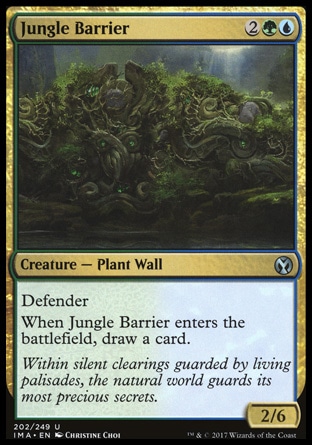 Jungle Barrier 2
Creature — Plant Wall
Defender
When Jungle Barrier enters the
battlefield, draw a card.
Within silent clearings guarded by living
palisades, the natural world guards its
most precious secrets.
2/6
202/249 U
IMA • EN Christine Choi
™ & © 2017 Wizards of the Coast